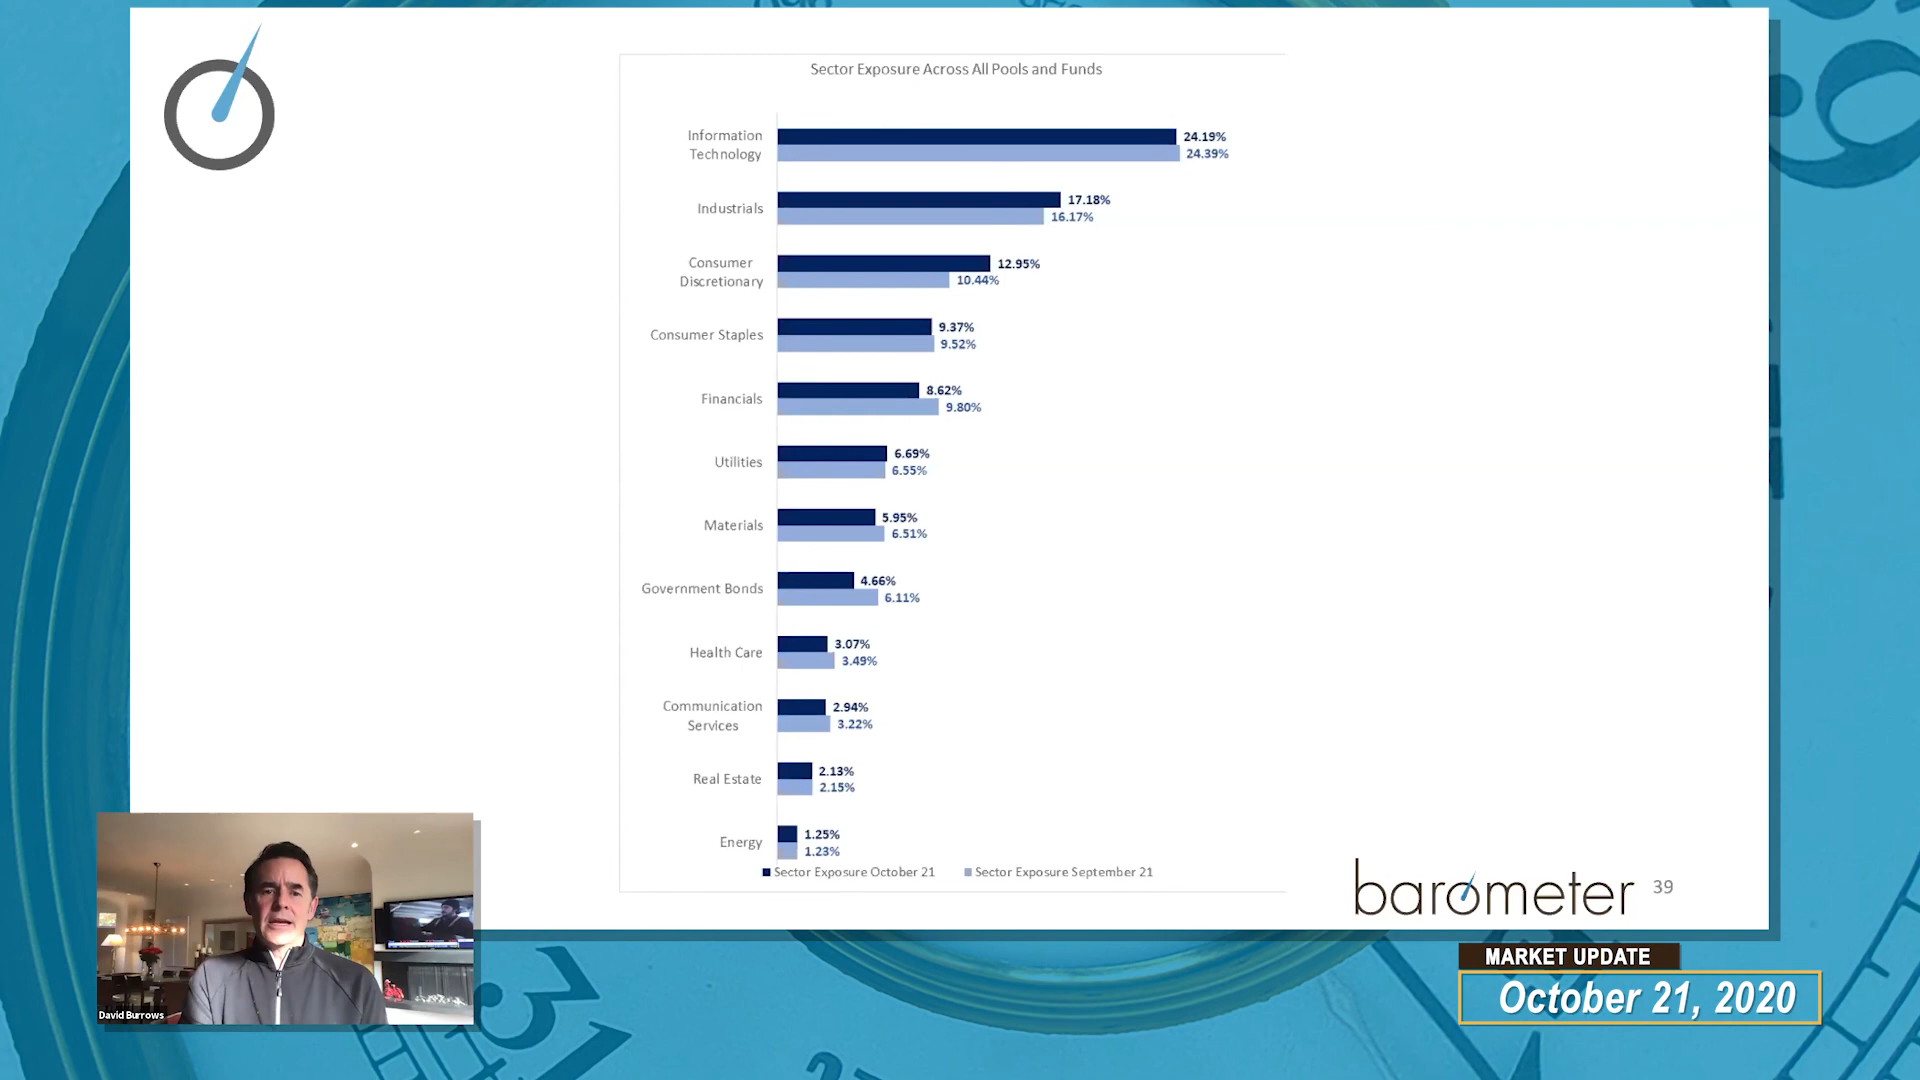 Sector Exposure Across All Pools and Funds
Information
Technology
24.19%
24.39%
Industrials
17.18%
16.17%
Consumer
Discretionary
12.95%
10.44%
Consumer Staples
9.37%
9.52%
Financials
8.62%
9.80%
Utilities
6.69%
6.55%
Materials
5.95%
6.51%
Government Bonds
4.66%
6.11%
Health Care
3.07%
3.49%
Communication
Services
2.94%
3.22%
Real Estate
2.13%
2.15%
Energy
1.25%
1.23%
Sector Exposure October 21
Sector Exposure September 21
barometer
39
David Burrows
MARKET UPDATE
October 21, 2020
31